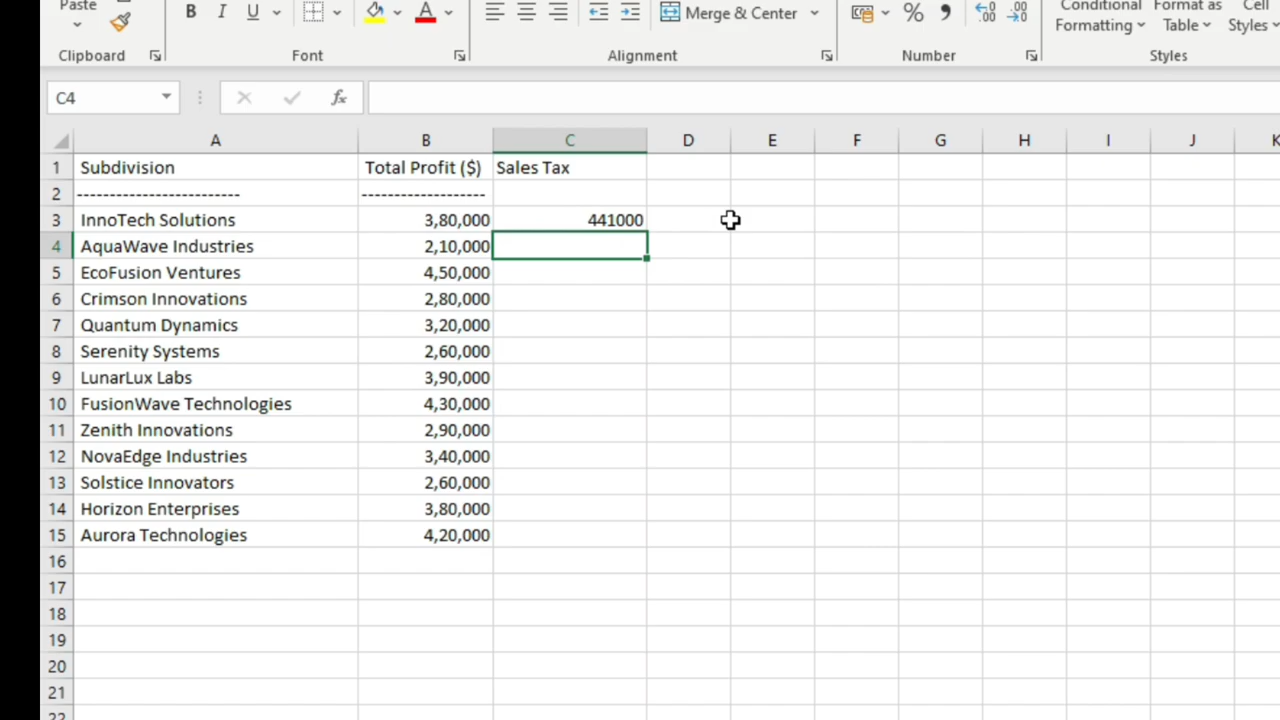 Paste
B I U
Merge & Center
% 9
Conditional Formatting
Format as Table
Cell Styles
Clipboard
Font
Alignment
Number
Styles
C4
fx
A B C D E F G H I J K
1 Subdivision Total Profit ($) Sales Tax
2 ------------------------- -------------------
3 InnoTech Solutions 3,80,000 441000
4 AquaWave Industries 2,10,000
5 EcoFusion Ventures 4,50,000
6 Crimson Innovations 2,80,000
7 Quantum Dynamics 3,20,000
8 Serenity Systems 2,60,000
9 LunarLux Labs 3,90,000
10 FusionWave Technologies 4,30,000
11 Zenith Innovations 2,90,000
12 NovaEdge Industries 3,40,000
13 Solstice Innovators 2,60,000
14 Horizon Enterprises 3,80,000
15 Aurora Technologies 4,20,000
16
17
18
19
20
21
22